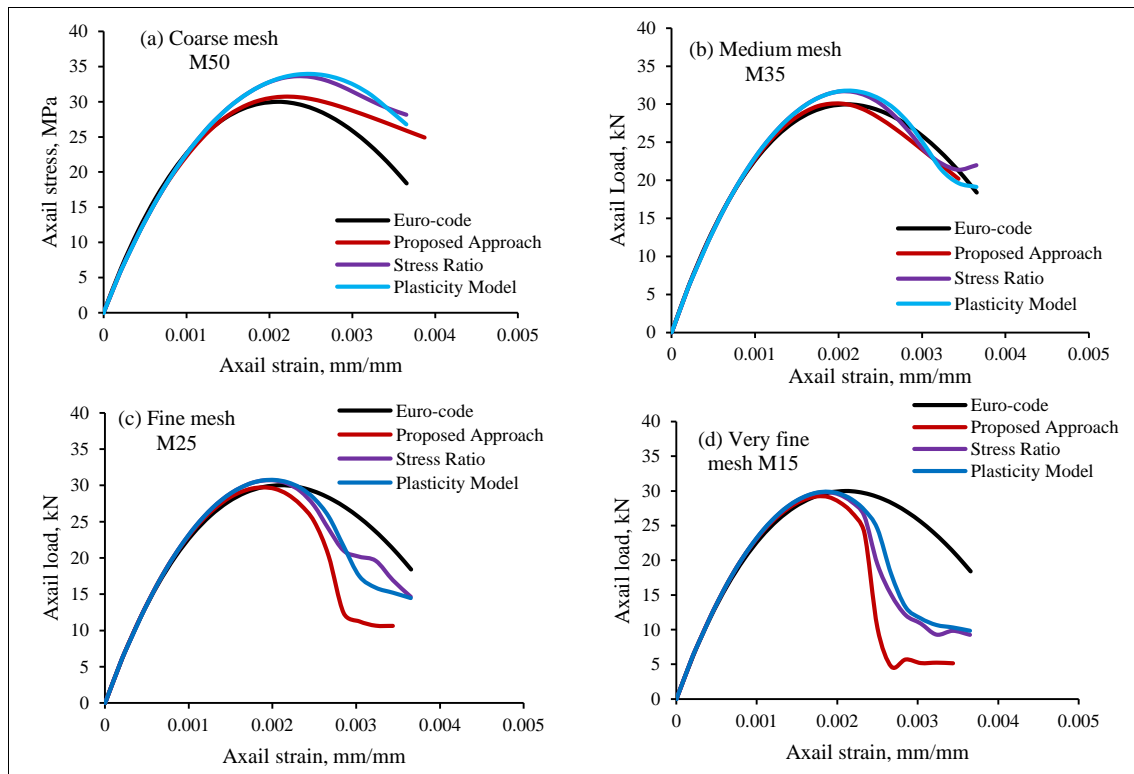 (a) Coarse mesh
M50
40
35
30
25
20
15
10
5
0
Axail stress, MPa
0
0.001
0.002
0.003
0.004
0.005
Axail strain, mm/mm
Euro-code
Proposed Approach
Stress Ratio
Plasticity Model
(b) Medium mesh
M35
40
35
30
25
20
15
10
5
0
Axail Load, kN
0
0.001
0.002
0.003
0.004
0.005
Axail strain, mm/mm
Euro-code
Proposed Approach
Stress Ratio
Plasticity Model
(c) Fine mesh
M25
40
35
30
25
20
15
10
5
0
Axail load, kN
0
0.001
0.002
0.003
0.004
0.005
Axail strain, mm/mm
Euro-code
Proposed Approach
Stress Ratio
Plasticity Model
(d) Very fine
mesh M15
40
35
30
25
20
15
10
5
0
Axail load, kN
0
0.001
0.002
0.003
0.004
0.005
Axail strain, mm/mm
Euro-code
Proposed Approach
Stress Ratio
Plasticity Model